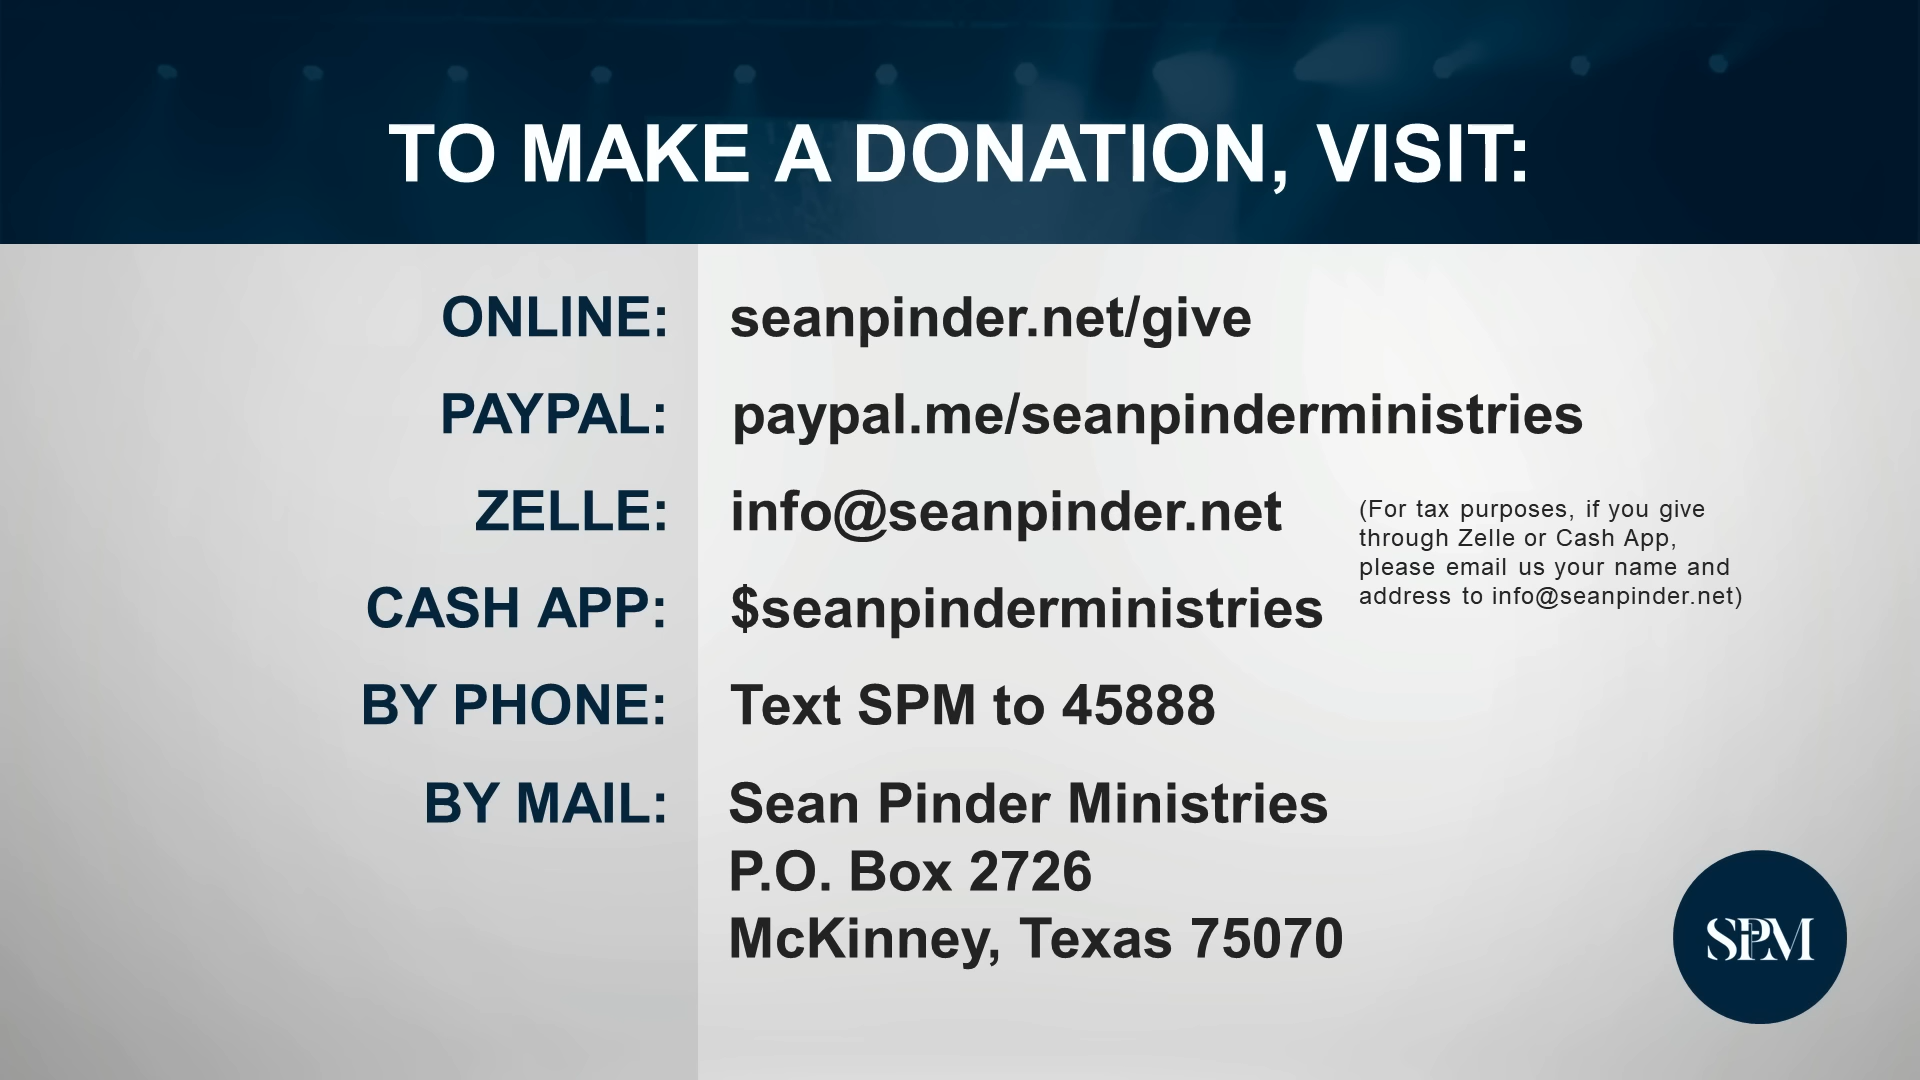 TO MAKE A DONATION, VISIT:
ONLINE: seanpinder.net/give
PAYPAL: paypal.me/seanpinderministries
ZELLE: info@seanpinder.net
CASH APP: $seanpinderministries
(For tax purposes, if you give
through Zelle or Cash App,
please email us your name and
address to info@seanpinder.net)
BY PHONE: Text SPM to 45888
BY MAIL: Sean Pinder Ministries
P.O. Box 2726
McKinney, Texas 75070
SPM